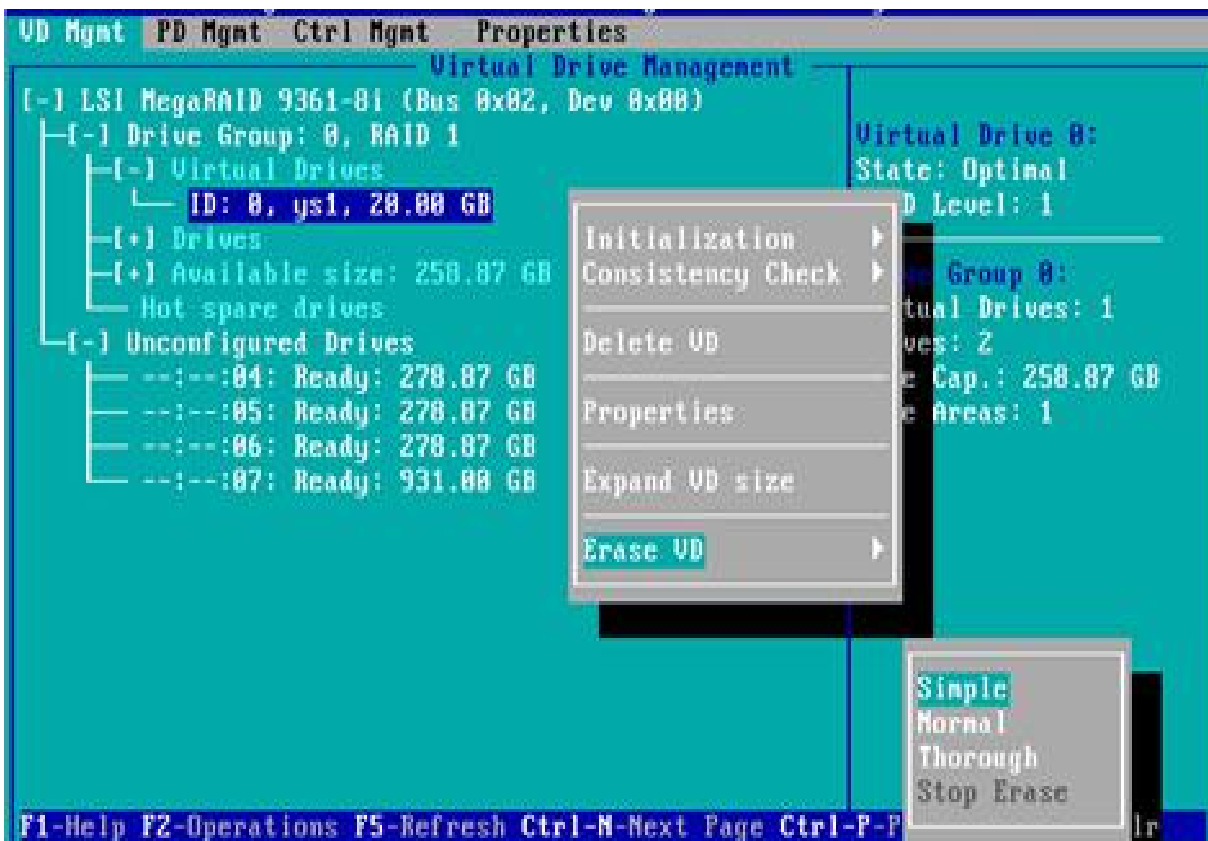 VD Mgmt PD Mgmt Ctrl Mgmt Properties
Virtual Drive Management
[-] LSI MegaRAID 9361-8i (Bus 0x02, Dev 0x00)
[-] Drive Group: 0, RAID 1
[-] Virtual Drives
ID: 0, ys1, 20.00 GB
[+] Drives
[+] Available size: 258.87 GB
Hot spare drives
[-] Unconfigured Drives
--:--:04: Ready: 278.87 GB
--:--:05: Ready: 278.87 GB
--:--:06: Ready: 278.87 GB
--:--:07: Ready: 931.00 GB
Initialization
Consistency Check
Delete VD
Properties
Expand VD size
Erase VD
Simple
Normal
Thorough
Stop Erase
Virtual Drive 0:
State: Optimal
D Level: 1
Group 0:
tual Drives: 1
ves: 2
e Cap.: 258.87 GB
e Areas: 1
F1-Help F2-Operations F5-Refresh Ctrl-N-Next Page Ctrl-P-P lr